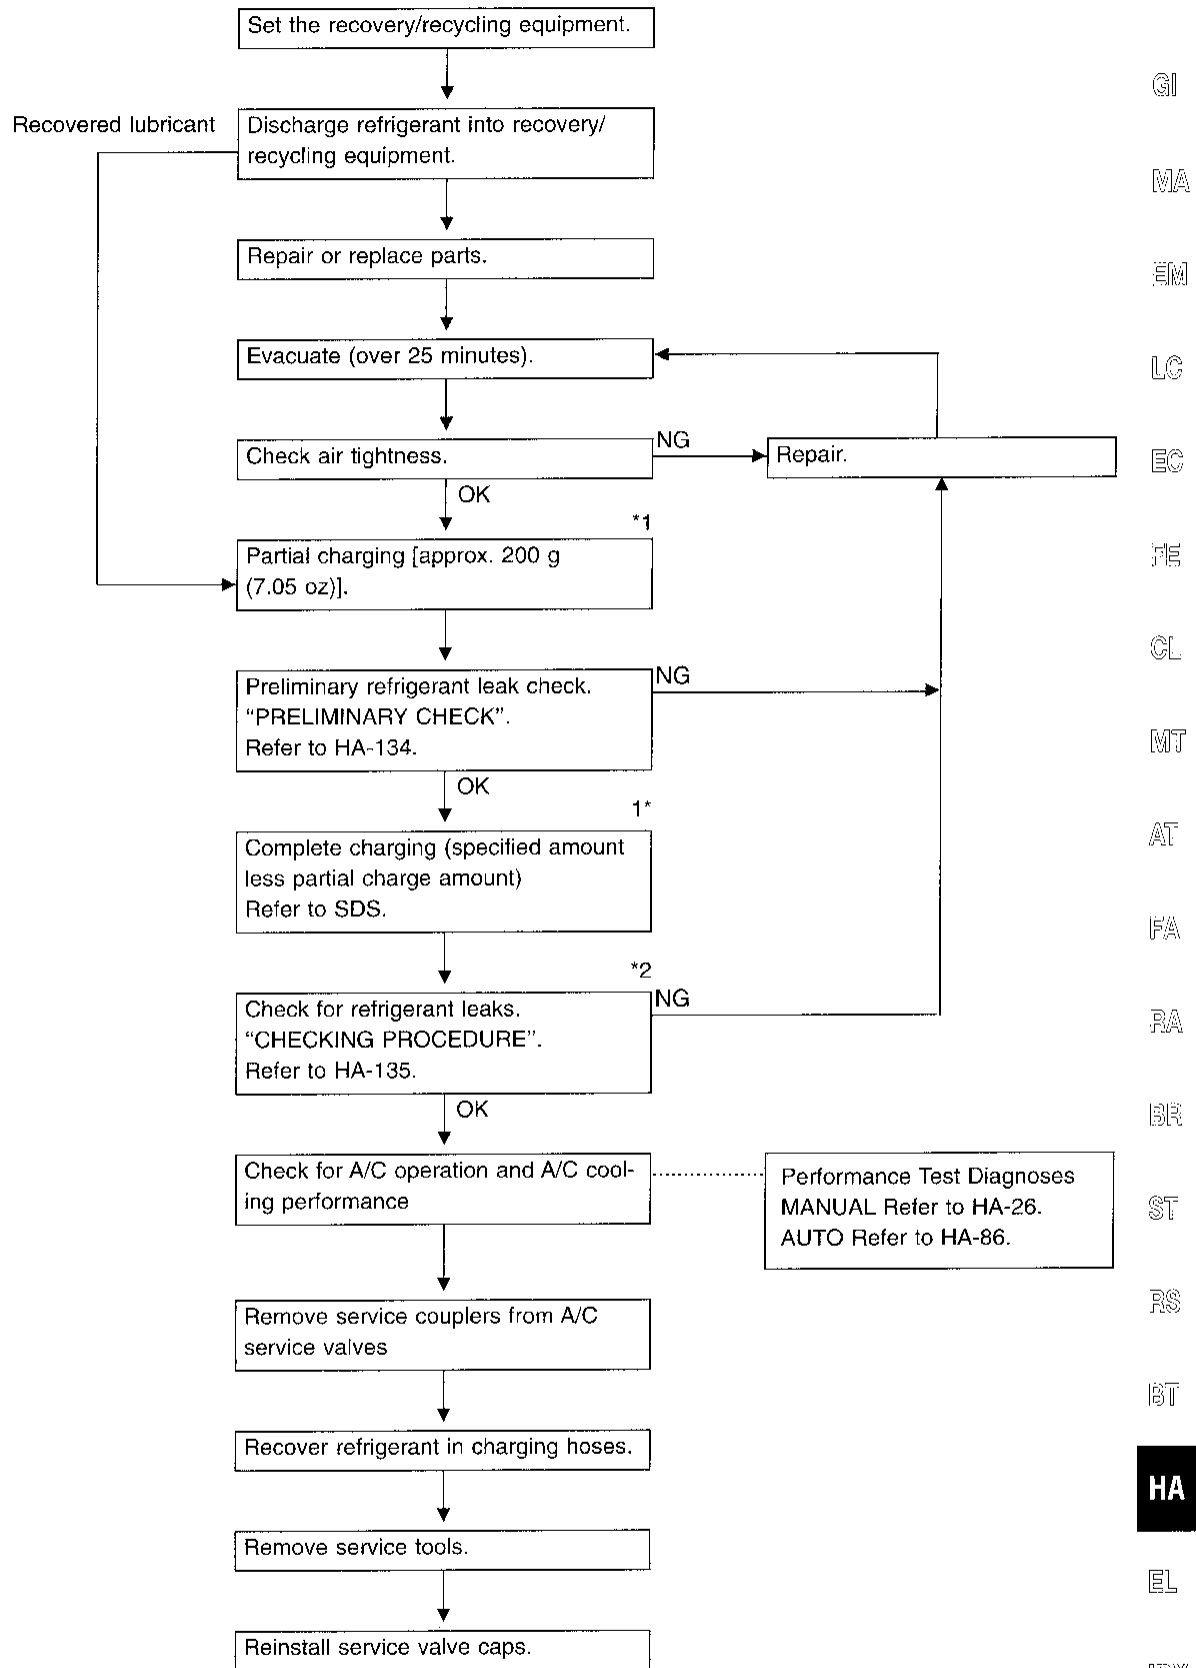 Set the recovery/recycling equipment.
Recovered lubricant
Discharge refrigerant into recovery/
recycling equipment.
Repair or replace parts.
Evacuate (over 25 minutes).
Check air tightness.
NG
Repair.
OK
*1
Partial charging [approx. 200 g
(7.05 oz)].
Preliminary refrigerant leak check.
"PRELIMINARY CHECK".
Refer to HA-134.
NG
OK
1*
Complete charging (specified amount
less partial charge amount)
Refer to SDS.
*2
Check for refrigerant leaks.
"CHECKING PROCEDURE".
Refer to HA-135.
NG
OK
Check for A/C operation and A/C cool-
ing performance
Performance Test Diagnoses
MANUAL Refer to HA-26.
AUTO Refer to HA-86.
Remove service couplers from A/C
service valves
Recover refrigerant in charging hoses.
Remove service tools.
Reinstall service valve caps.
GI
MA
EM
LC
EC
FE
CL
MT
AT
FA
RA
BR
ST
RS
BT
HA
EL